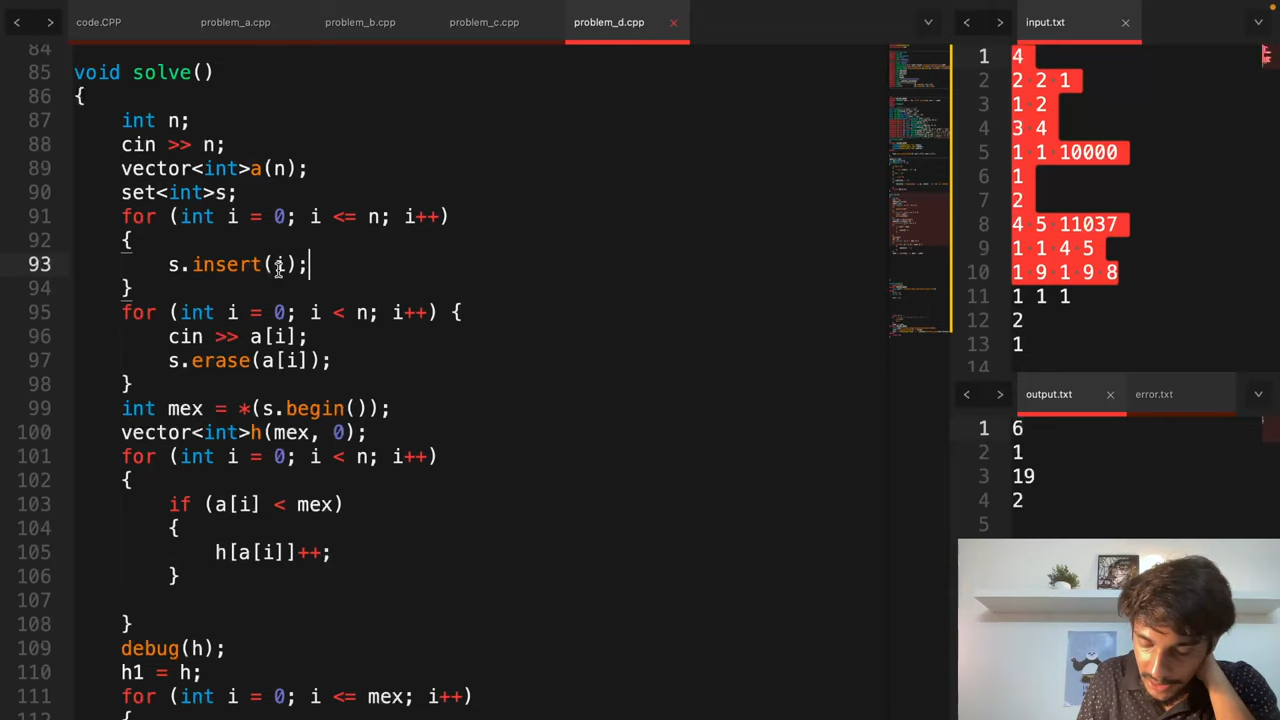 code.CPP problem_a.cpp problem_b.cpp problem_c.cpp problem_d.cpp
84
85 void solve()
86 {
87 int n;
88 cin >> n;
89 vector<int>a(n);
90 set<int>s;
91 for (int i = 0; i <= n; i++)
92 {
93 s.insert(i);
94 }
95 for (int i = 0; i < n; i++) {
96 cin >> a[i];
97 s.erase(a[i]);
98 }
99 int mex = *(s.begin());
100 vector<int>h(mex, 0);
101 for (int i = 0; i < n; i++)
102 {
103 if (a[i] < mex)
104 {
105 h[a[i]]++;
106 }
107
108 }
109 debug(h);
110 h1 = h;
111 for (int i = 0; i <= mex; i++)
112 {
input.txt
1 4
2 2 2 1
3 1 2
4 3 4
5 1 1 10000
6 1
7 2
8 4 5 11037
9 1 1 4 5
10 1 9 1 9 8
11 1 1 1
12 2
13 1
14
output.txt error.txt
1 6
2 1
3 19
4 2
5